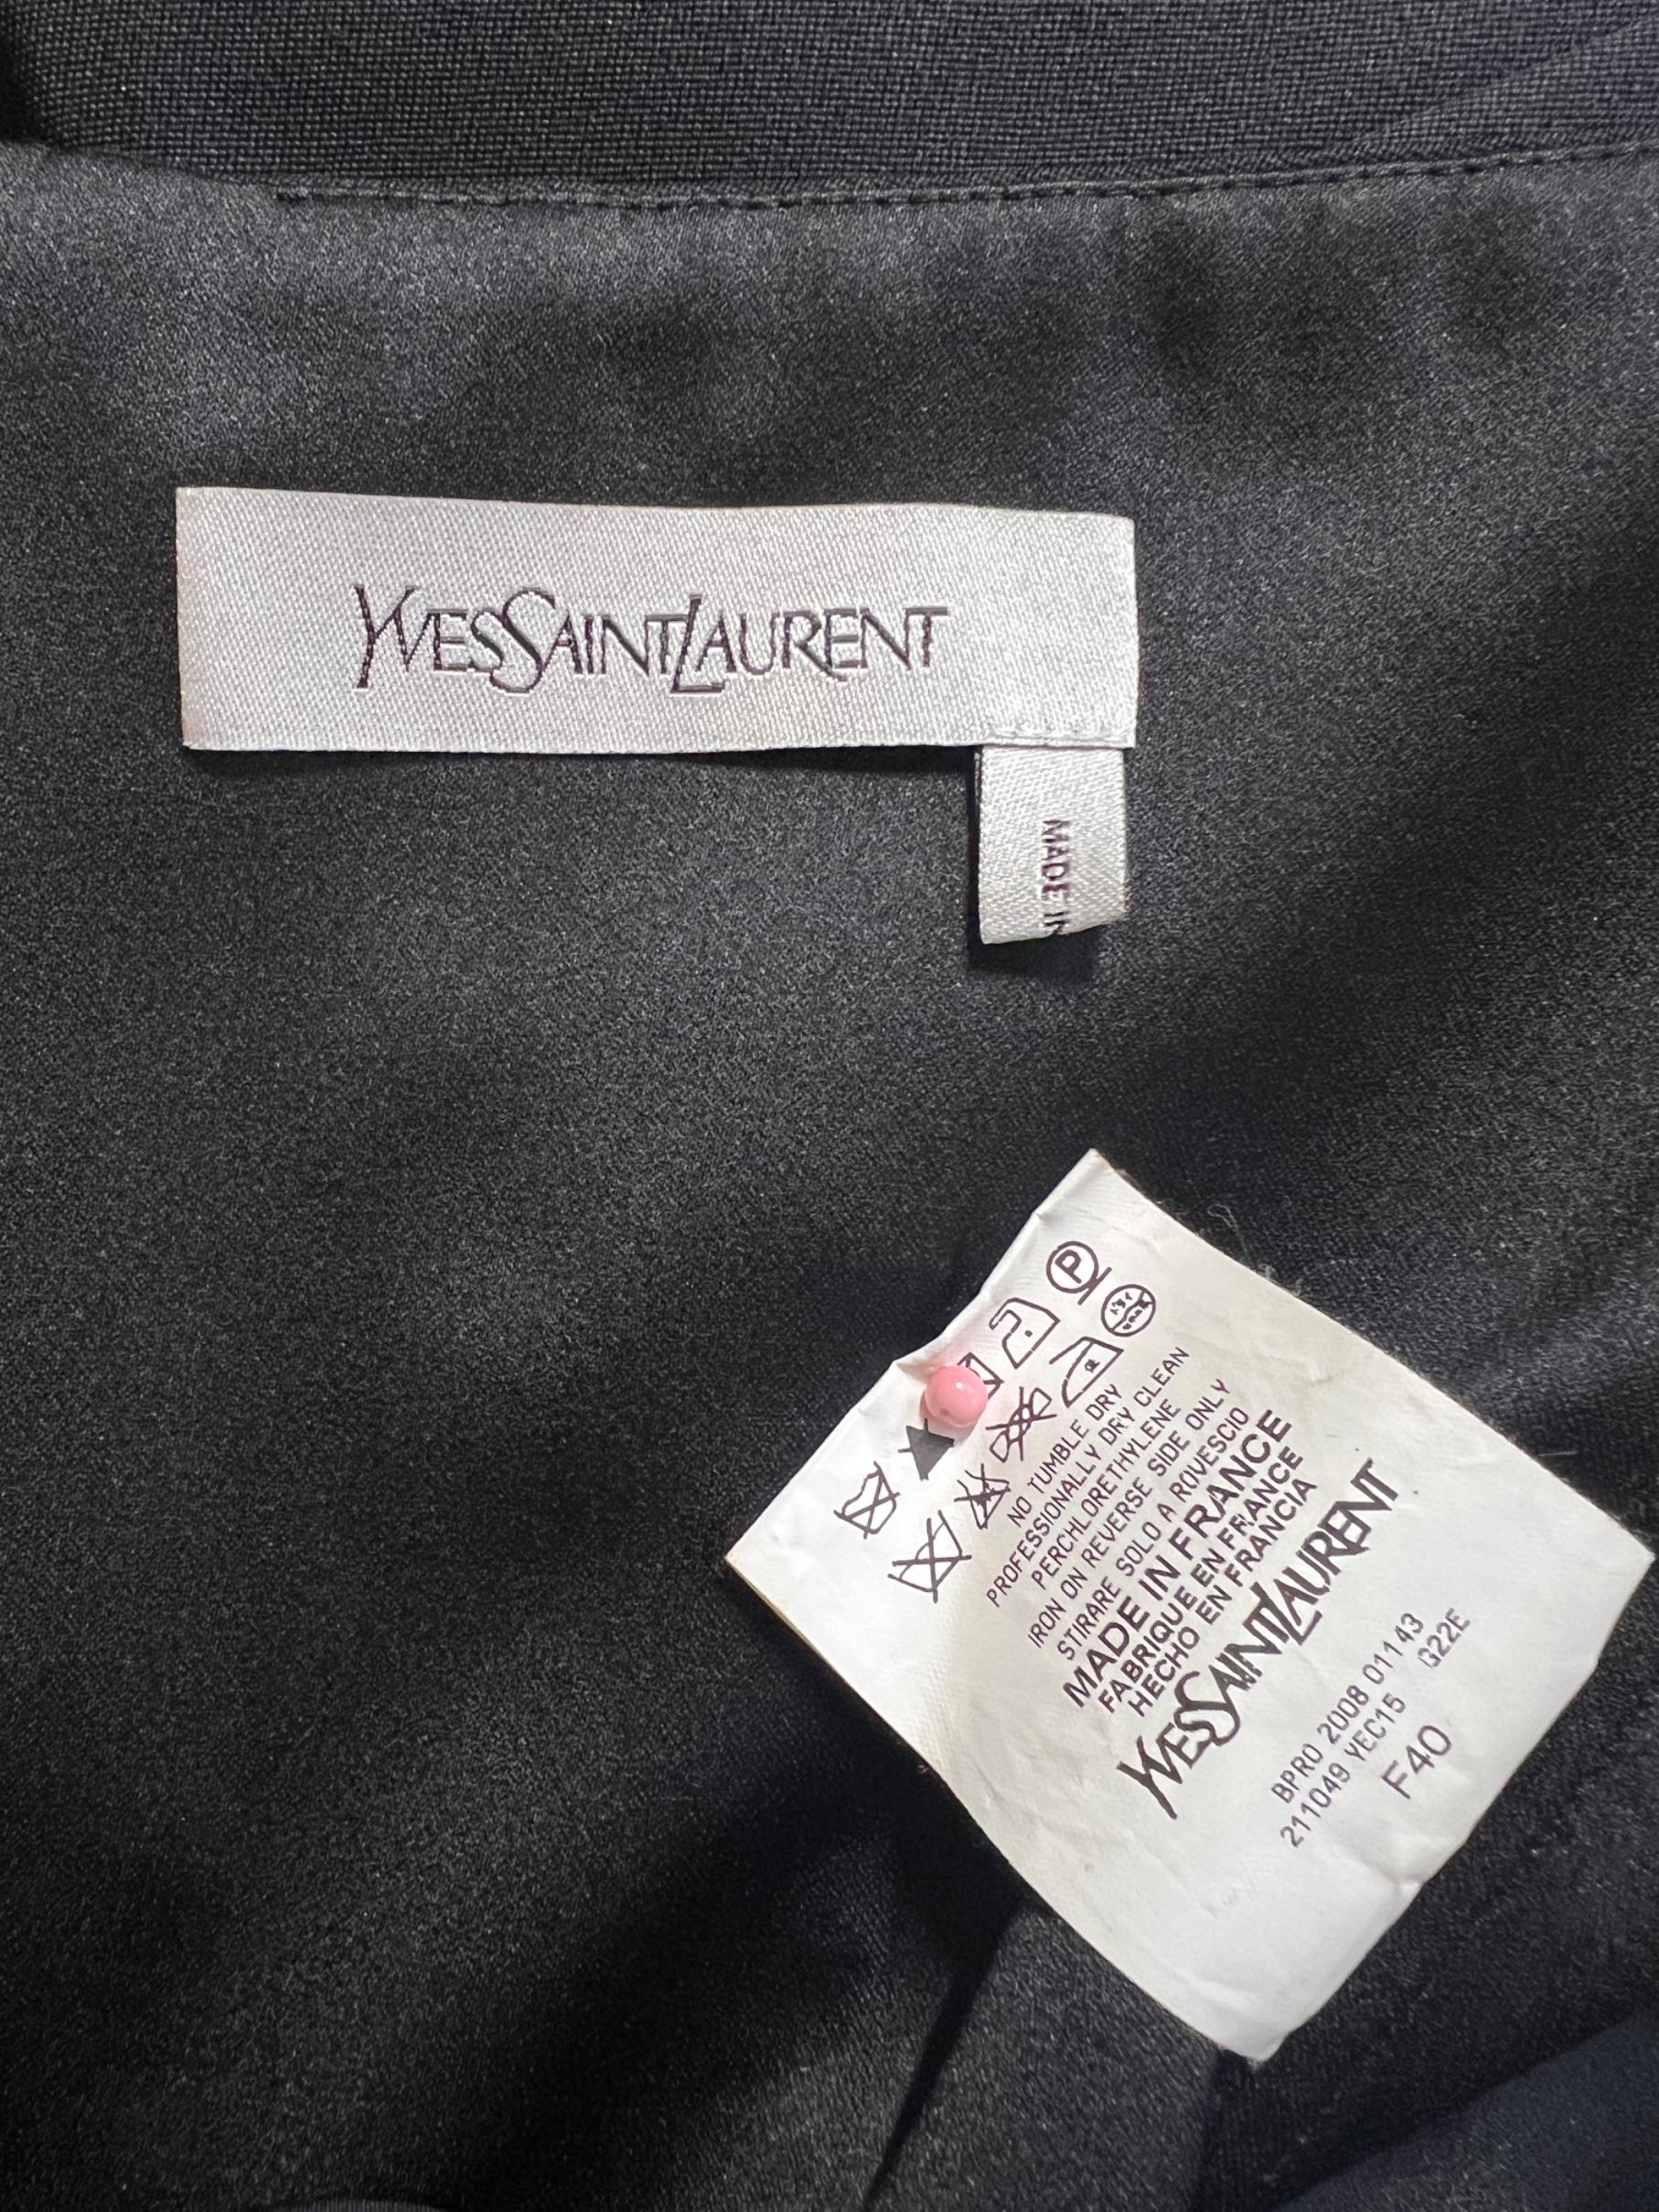 YVESSAINTLAURENT
MADE IN
P
NO TUMBLE DRY
PROFESSIONALLY DRY CLEAN
PERCHLORETHYLENE
IRON ON REVERSE SIDE ONLY
STIRARE SOLO A ROVESCIO
MADE IN FRANCE
FABRIQUE EN FRANCE
HECHO EN FRANCIA
YVESSAINTLAURENT
BPRO 2008 01143
211049 YEC15 G22E
F40